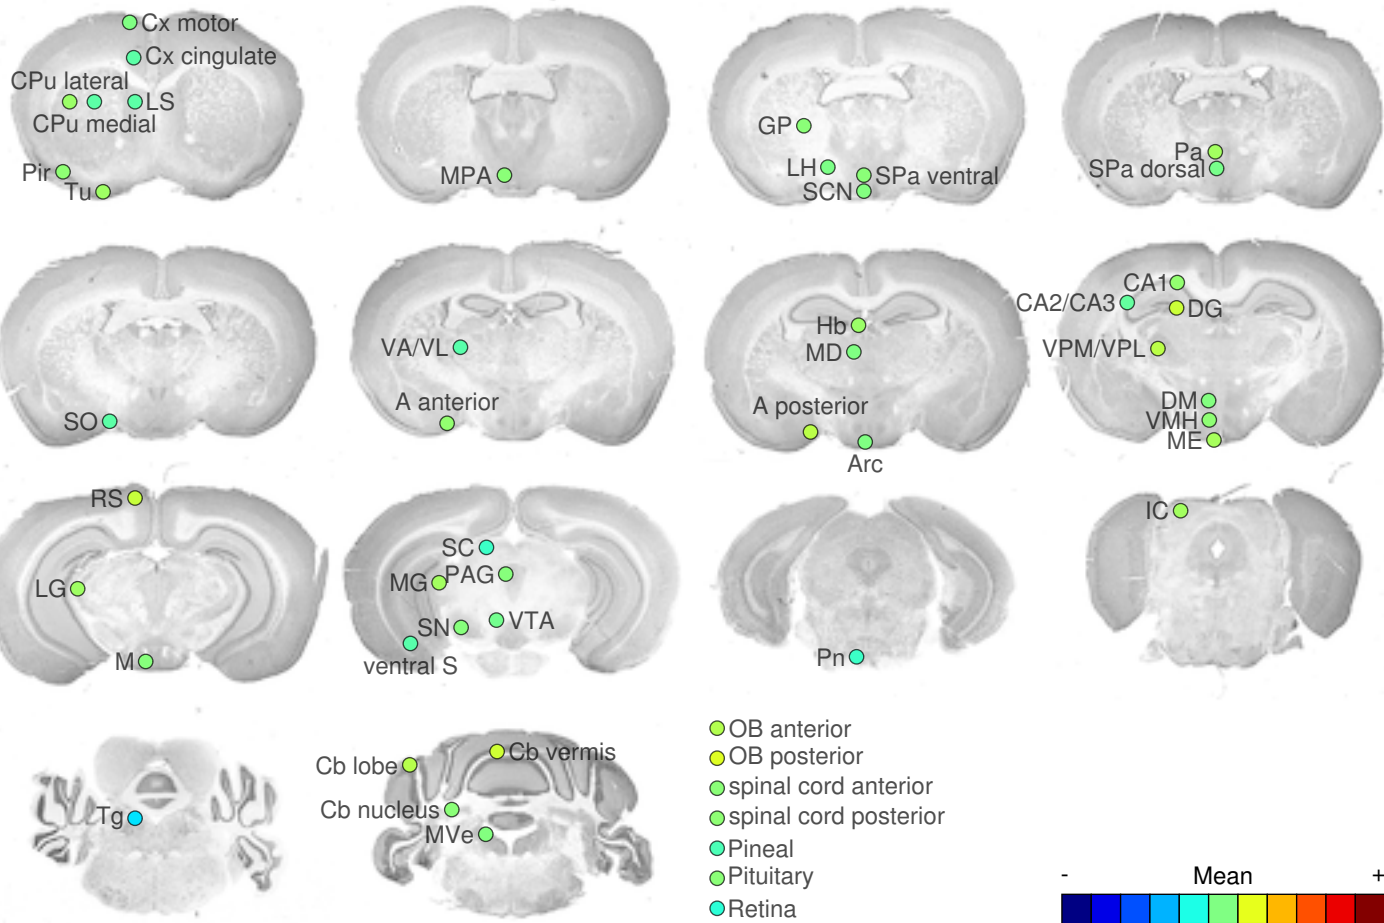 Cx motor
Cx cingulate
CPu lateral
LS
CPu medial
Pir
Tu
MPA
GP
LH
SPa ventral
SCN
Pa
SPa dorsal
SO
VA/VL
A anterior
Hb
MD
A posterior
Arc
CA1
CA2/CA3
DG
VPM/VPL
DM
VMH
ME
RS
LG
M
SC
MG
PAG
SN
VTA
ventral S
Pn
IC
Tg
Cb lobe
Cb vermis
Cb nucleus
MVe
OB anterior
OB posterior
spinal cord anterior
spinal cord posterior
Pineal
Pituitary
Retina
- Mean +